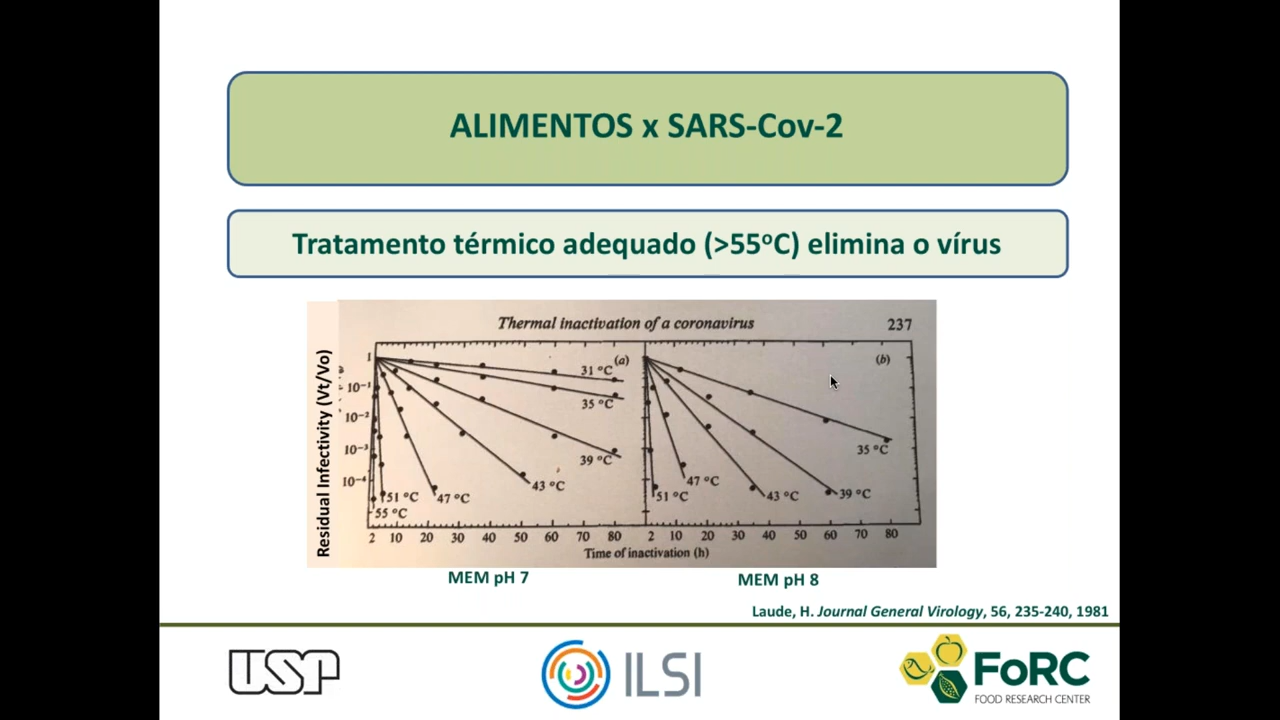 ALIMENTOS x SARS-Cov-2
Tratamento térmico adequado (>55ºC) elimina o vírus
Thermal inactivation of a coronavirus 237
Residual Infectivity (Vt/Vo)
1
10⁻¹
10⁻²
10⁻³
10⁻⁴
(a)
31 °C
35 °C
39 °C
43 °C
47 °C
51 °C
55 °C
2 10 20 30 40 50 60 70 80
(b)
35 °C
39 °C
43 °C
47 °C
51 °C
2 10 20 30 40 50 60 70 80
Time of inactivation (h)
MEM pH 7
MEM pH 8
Laude, H. Journal General Virology, 56, 235-240, 1981
USP
ILSI
FoRC
FOOD RESEARCH CENTER